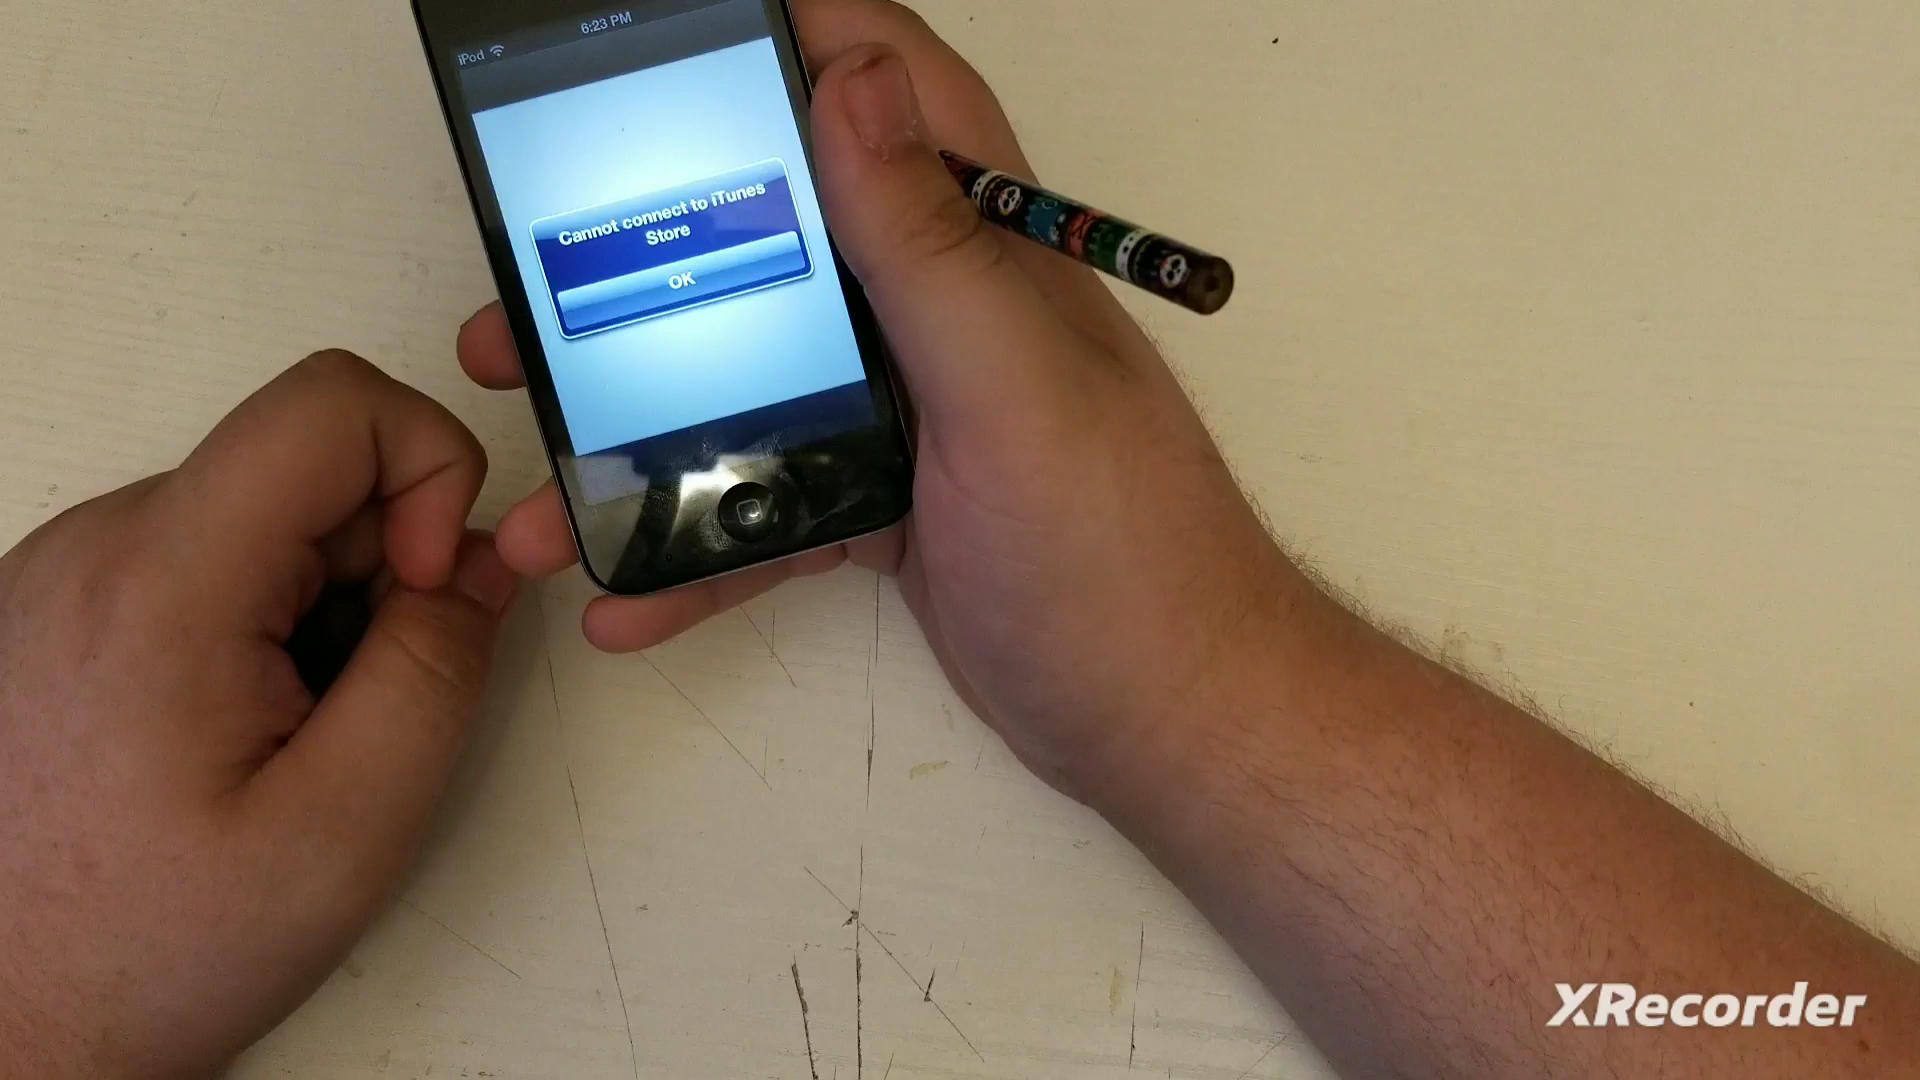 6:23 PM
iPod
Cannot connect to iTunes
Store
OK
XRecorder